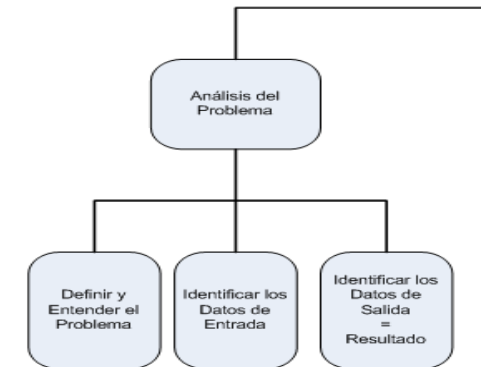 Análisis del
Problema
Definir y
Entender el
Problema
Identificar los
Datos de
Entrada
Identificar los
Datos de
Salida
=
Resultado